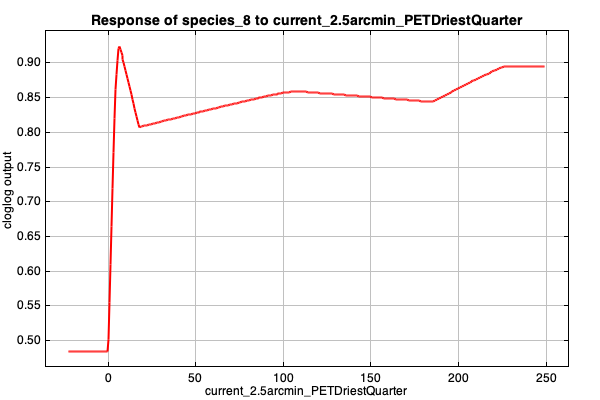 Response of species_8 to current_2.5arcmin_PETDriestQuarter
0.90
0.85
0.80
0.75
0.70
0.65
0.60
0.55
0.50
cloglog output
0 50 100 150 200 250
current_2.5arcmin_PETDriestQuarter